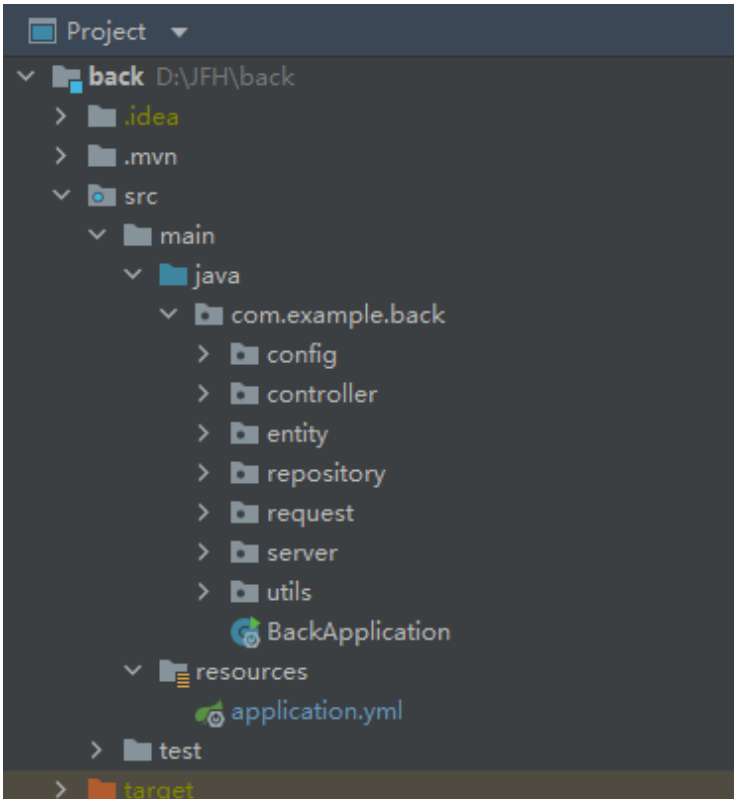 Project
back D:\JFH\back
.idea
.mvn
src
main
java
com.example.back
config
controller
entity
repository
request
server
utils
BackApplication
resources
application.yml
test
target